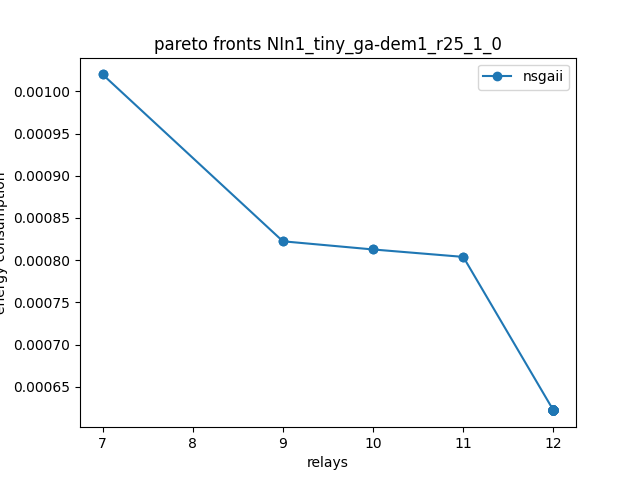 pareto fronts NIn1_tiny_ga-dem1_r25_1_0
nsgaii
0.00100
0.00095
0.00090
0.00085
0.00080
0.00075
0.00070
0.00065
energy consumption
7 8 9 10 11 12
relays